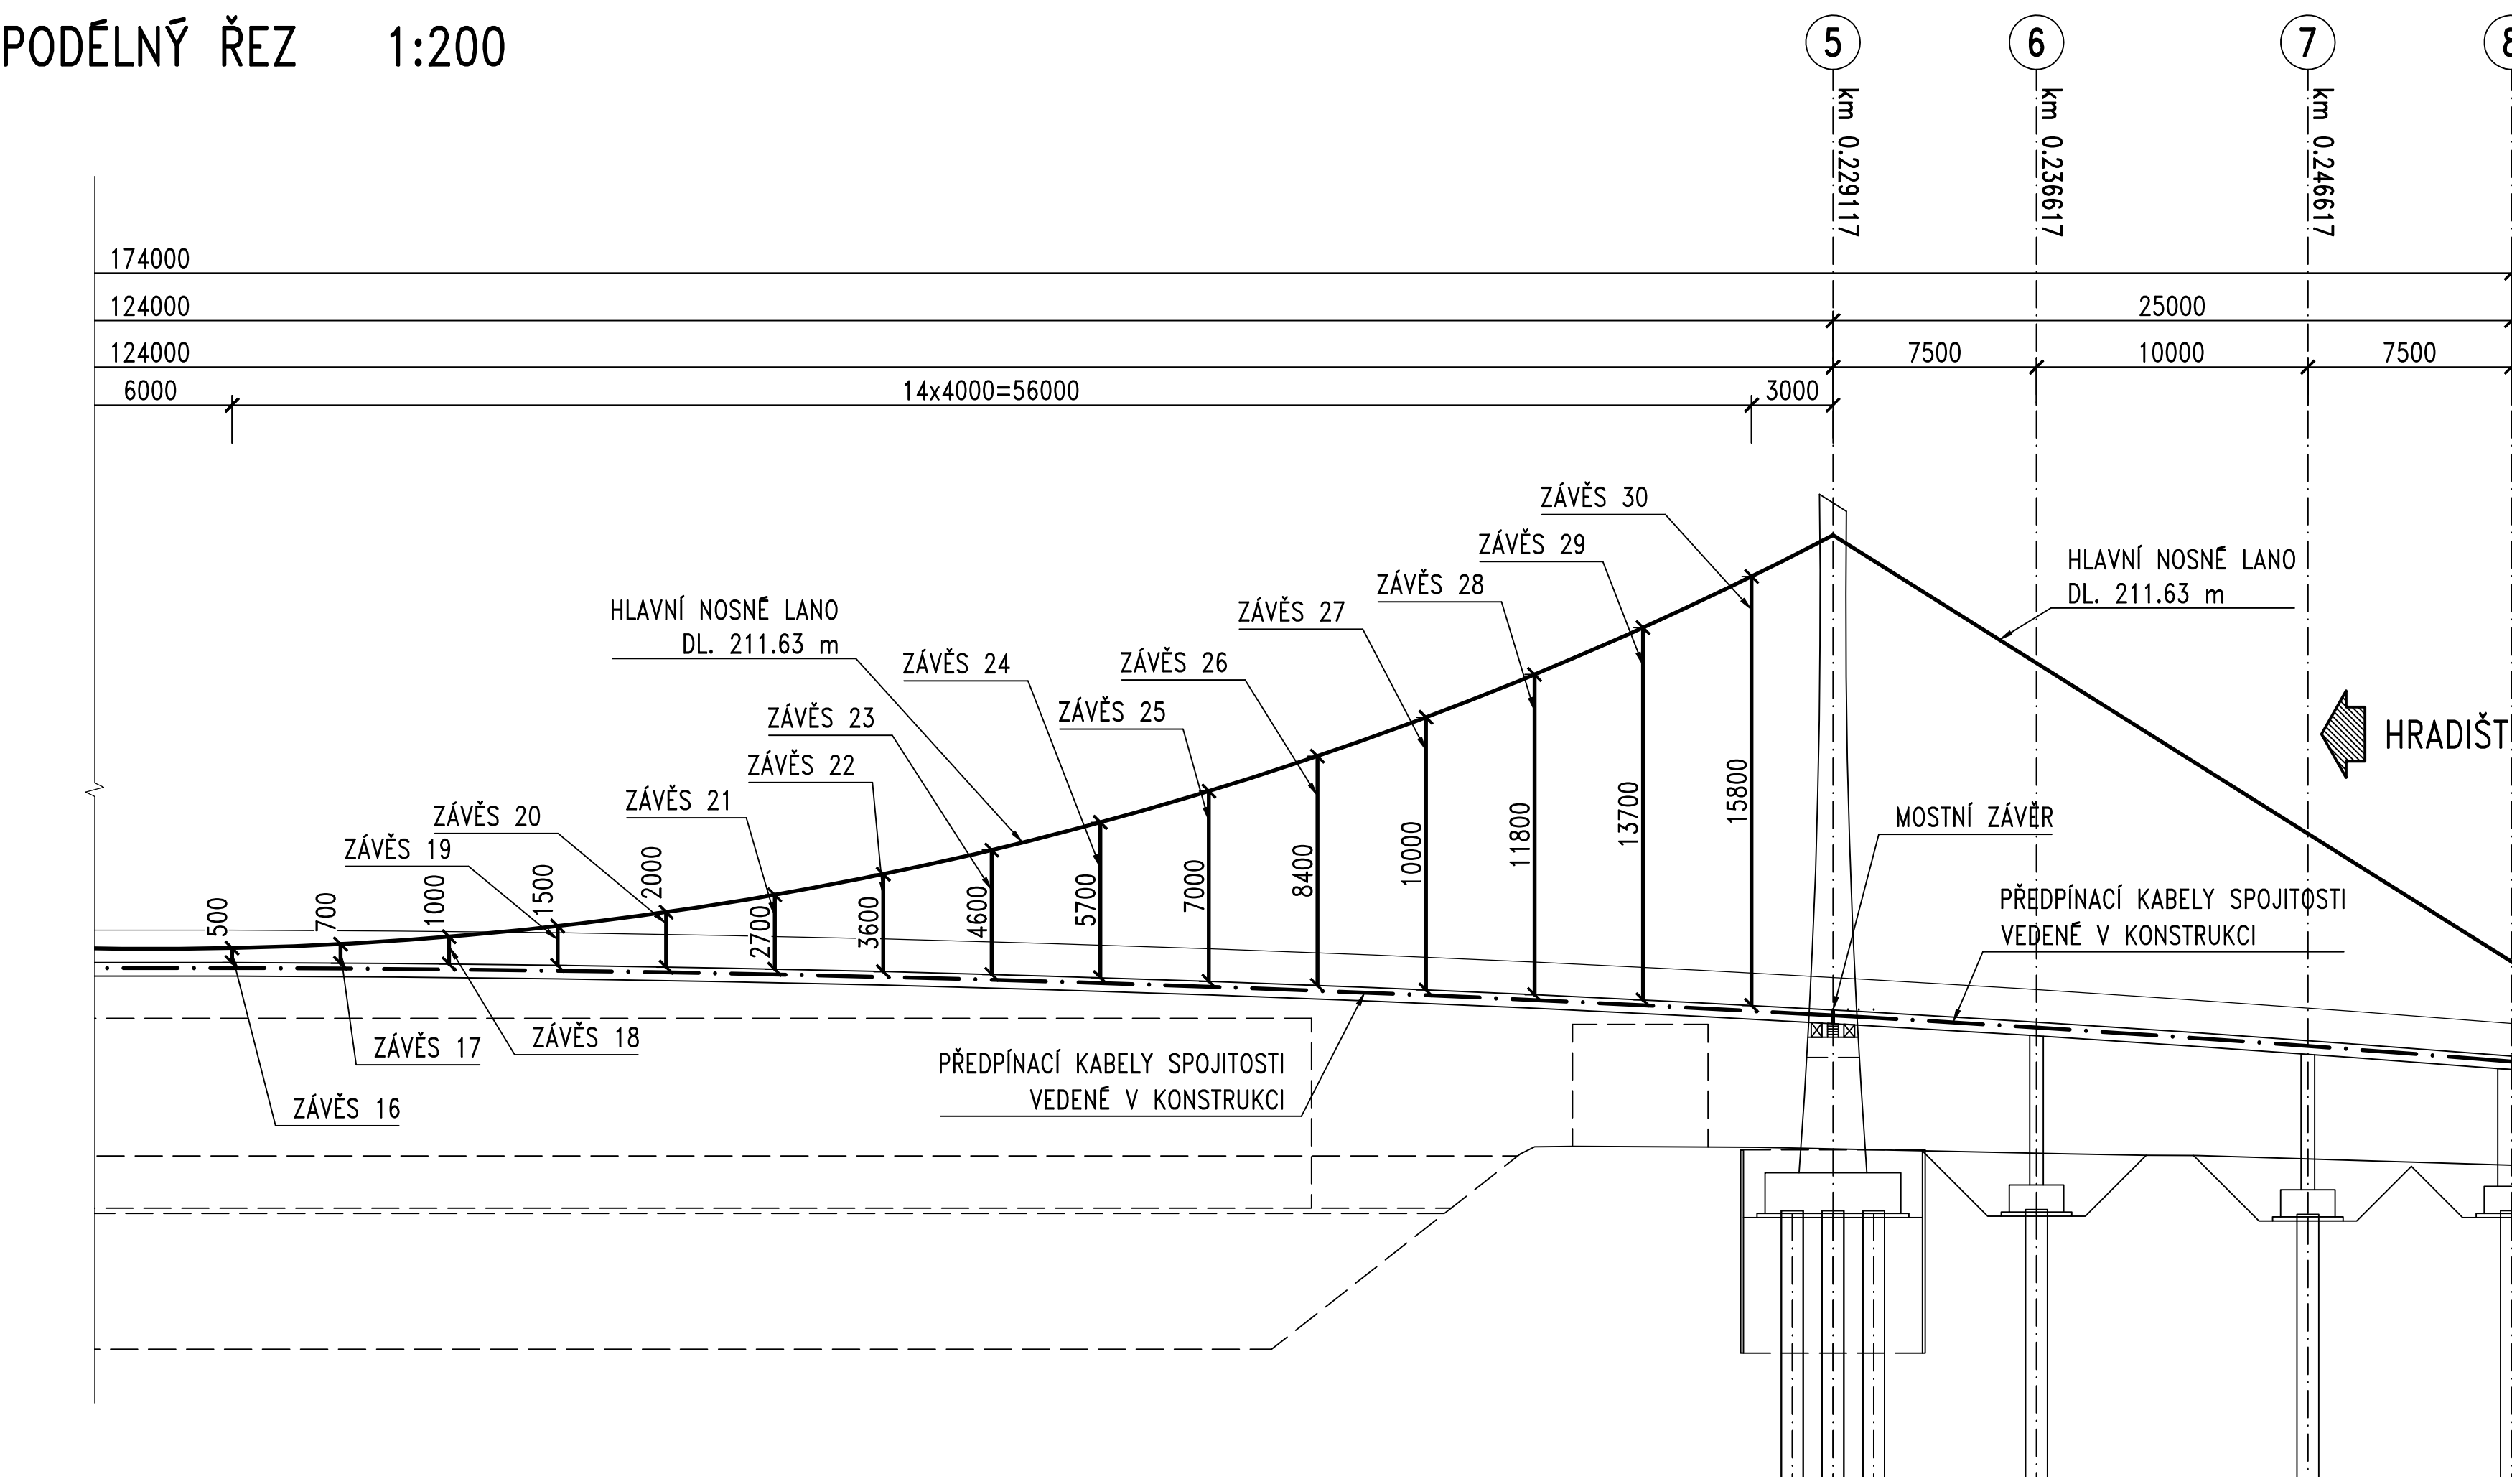 PODÉLNÝ ŘEZ 1:200
5
6
7
8
km 0.229117
km 0.236617
km 0.246617
174000
124000
25000
124000
7500
10000
7500
6000
14x4000=56000
3000
ZÁVĚS 30
ZÁVĚS 29
ZÁVĚS 28
ZÁVĚS 27
HLAVNÍ NOSNÉ LANO
DL. 211.63 m
HLAVNÍ NOSNÉ LANO
DL. 211.63 m
ZÁVĚS 24
ZÁVĚS 26
ZÁVĚS 23
ZÁVĚS 25
ZÁVĚS 22
HRADIŠT
ZÁVĚS 21
ZÁVĚS 20
ZÁVĚS 19
MOSTNÍ ZÁVĚR
500
700
1000
1500
2000
2700
3600
4600
5700
7000
8400
10000
11800
13700
15800
PŘEDPÍNACÍ KABELY SPOJITOSTI
VEDENÉ V KONSTRUKCI
ZÁVĚS 18
ZÁVĚS 17
ZÁVĚS 16
PŘEDPÍNACÍ KABELY SPOJITOSTI
VEDENÉ V KONSTRUKCI